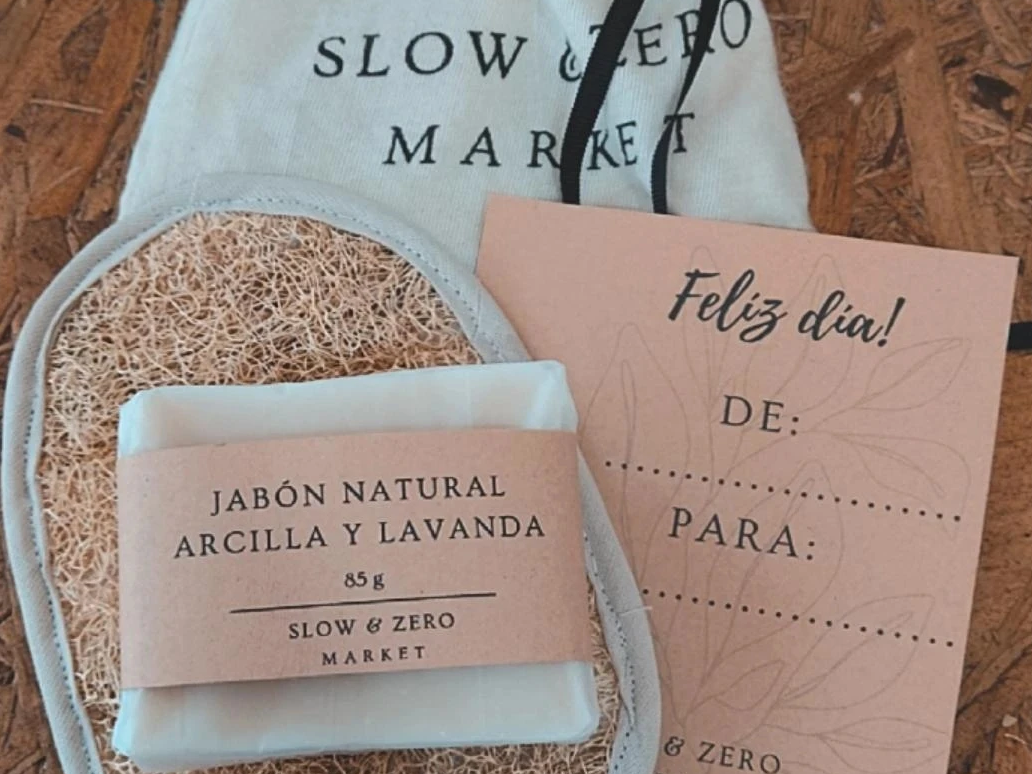 SLOW & ZERO
MARKET
Feliz día!
DE:
PARA:
& ZERO
JABÓN NATURAL
ARCILLA Y LAVANDA
85 g
SLOW & ZERO
MARKET